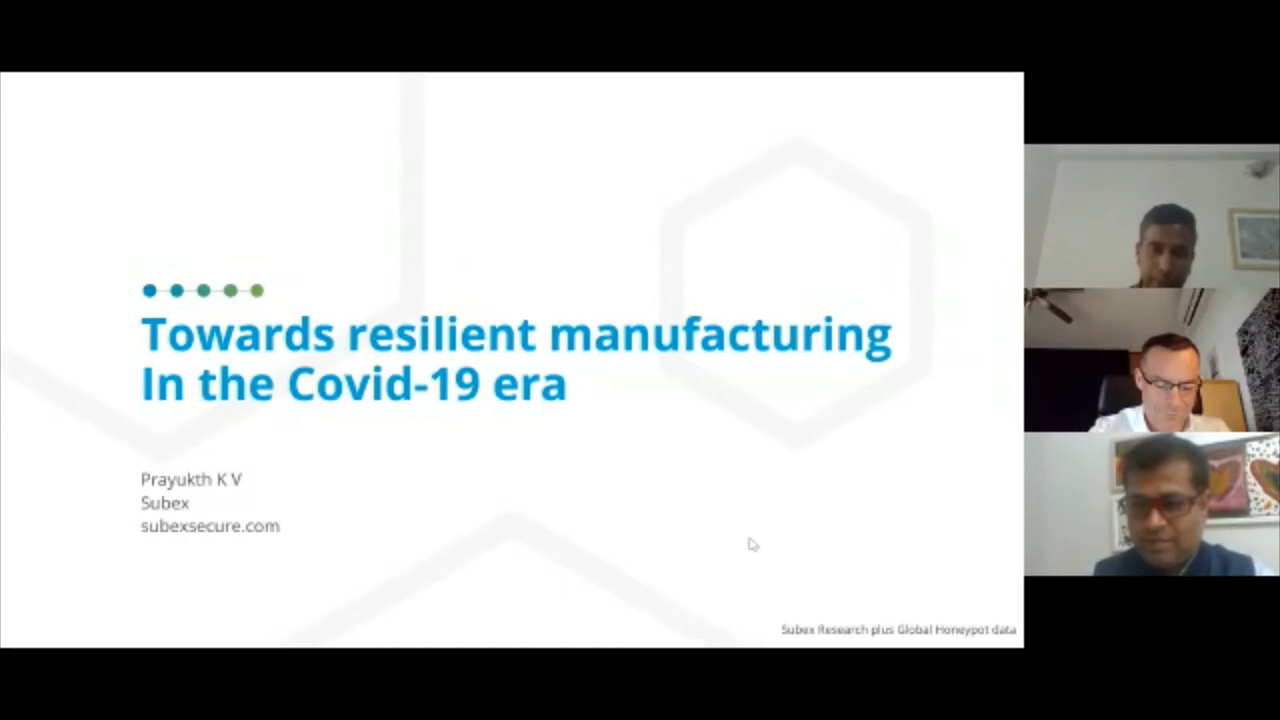 Towards resilient manufacturing
In the Covid-19 era
Prayukth K V
Subex
subexsecure.com
Subex Research plus Global Honeypot data